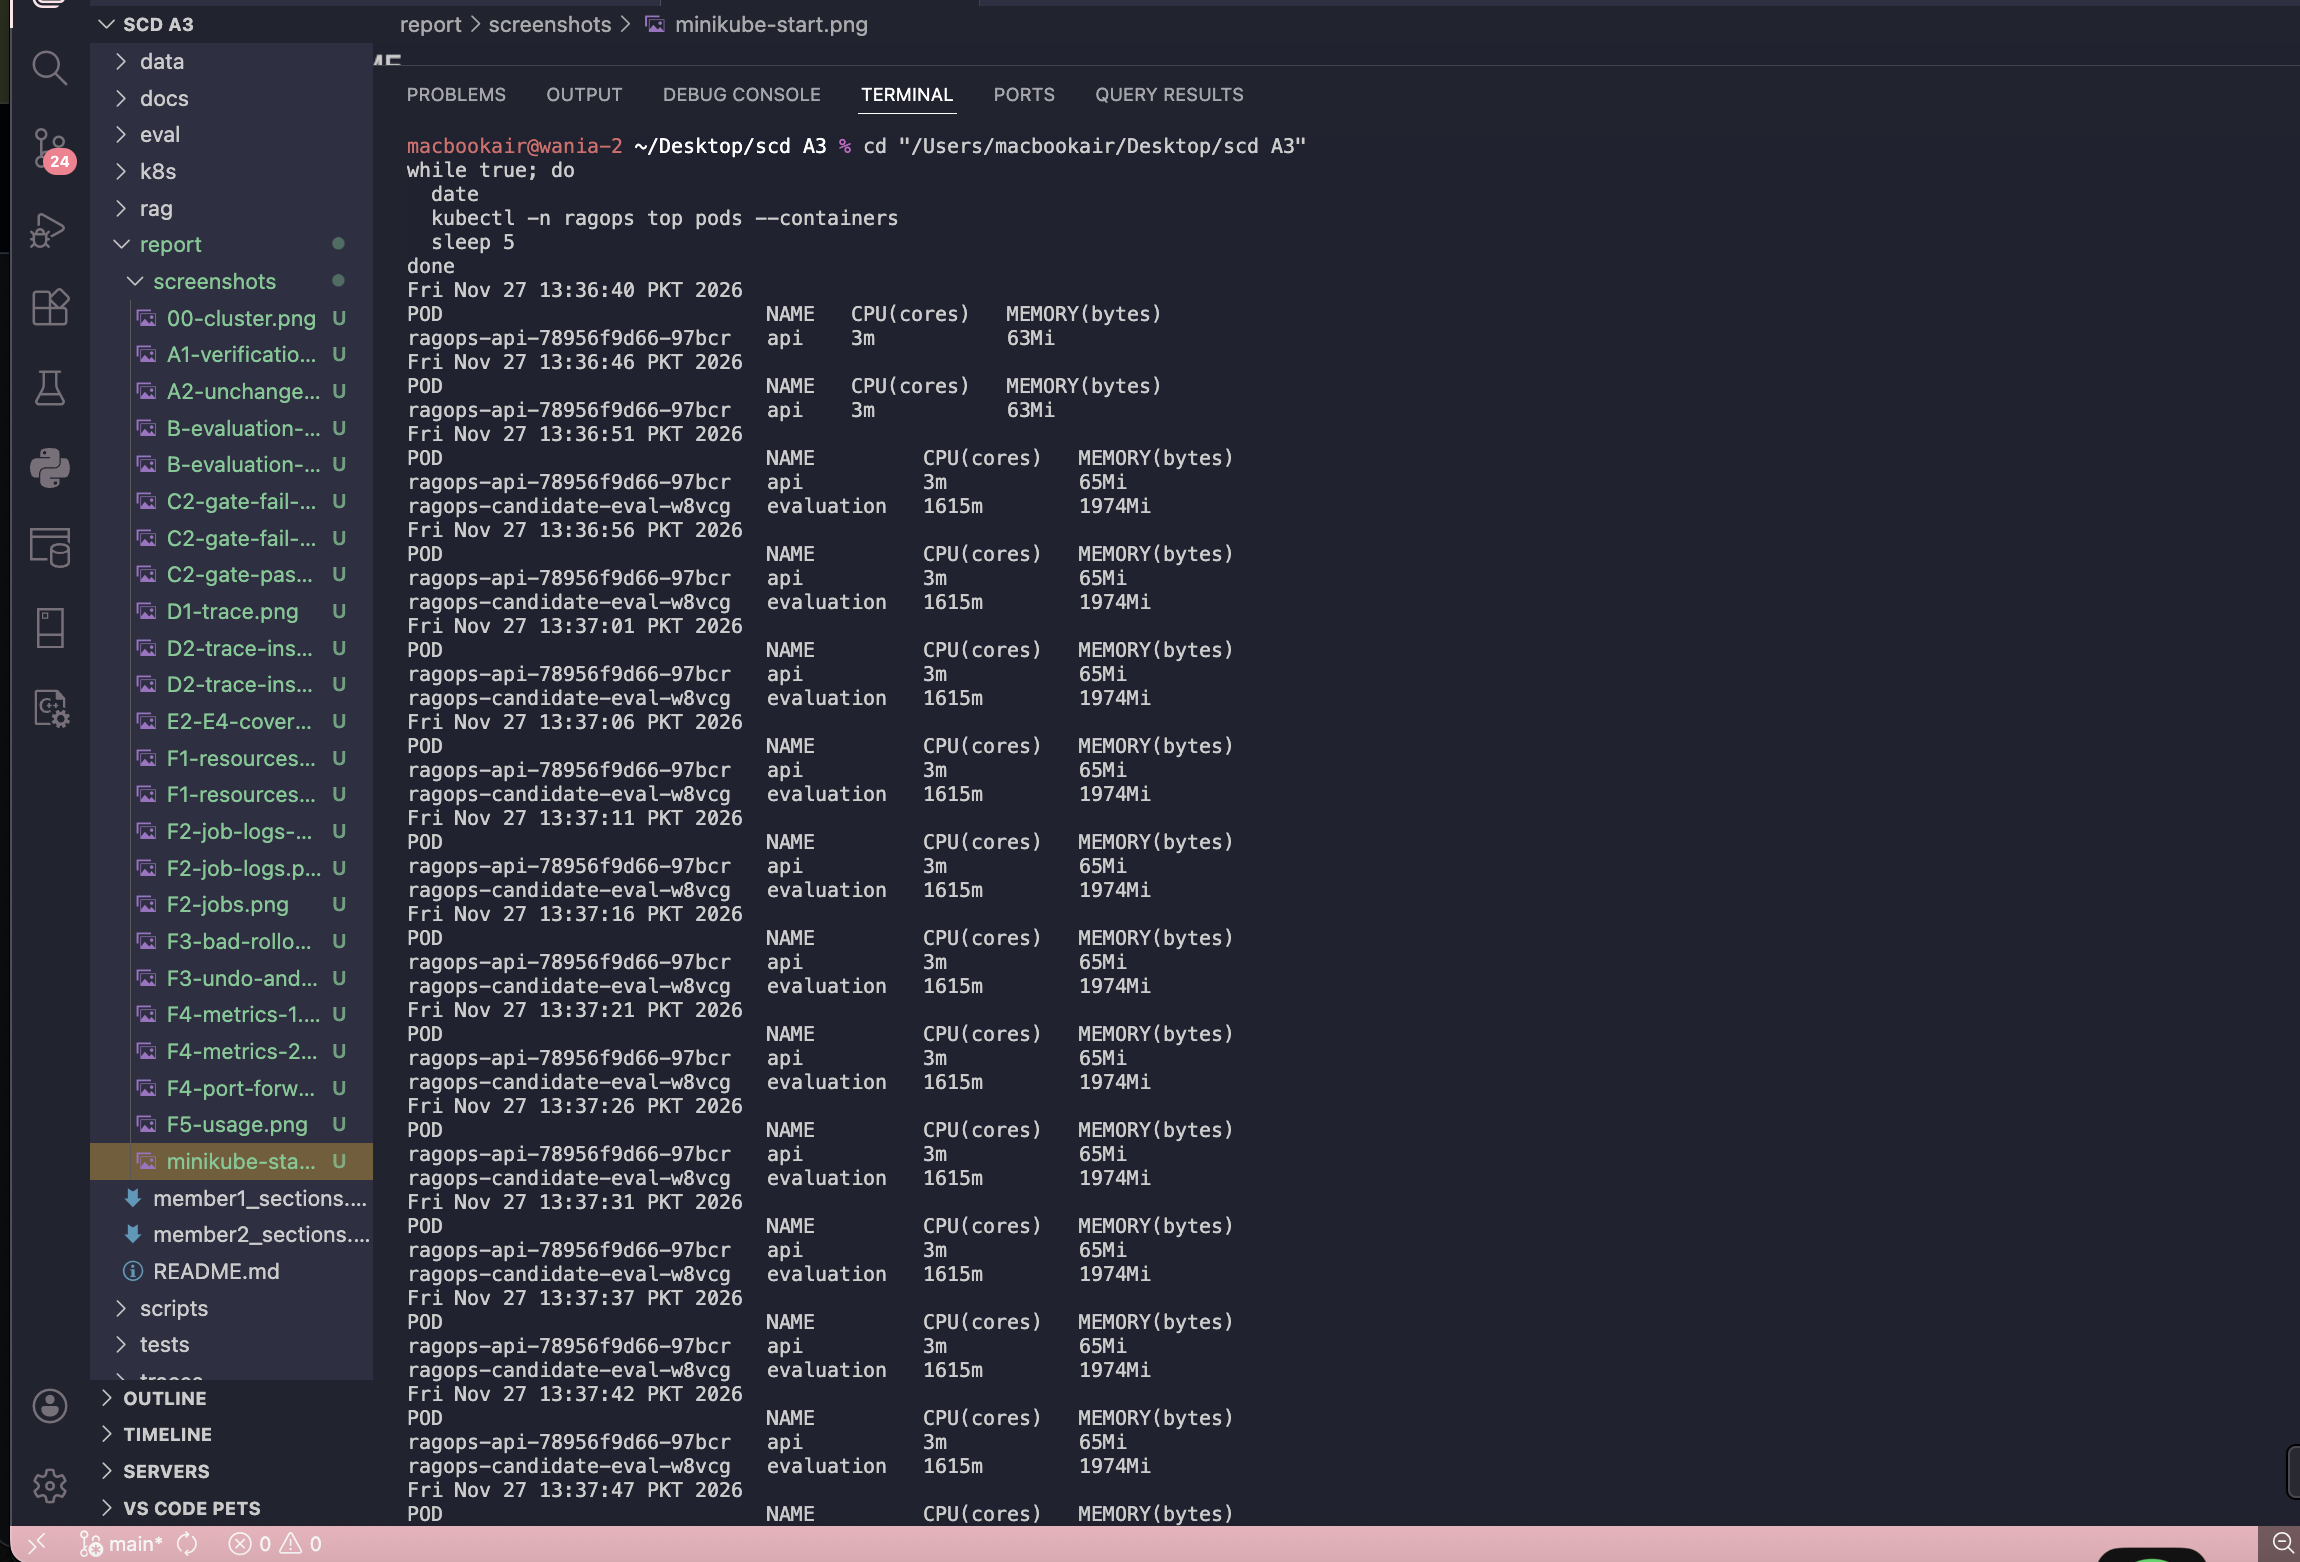 SCD A3
data
docs
eval
k8s
rag
report
screenshots
00-cluster.png U
A1-verificatio... U
A2-unchange... U
B-evaluation-... U
B-evaluation-... U
C2-gate-fail-... U
C2-gate-fail-... U
C2-gate-pas... U
D1-trace.png U
D2-trace-ins... U
D2-trace-ins... U
E2-E4-cover... U
F1-resources... U
F1-resources... U
F2-job-logs-... U
F2-job-logs.p... U
F2-jobs.png U
F3-bad-rollo... U
F3-undo-and... U
F4-metrics-1.... U
F4-metrics-2... U
F4-port-forw... U
F5-usage.png U
minikube-sta... U
member1_sections....
member2_sections....
README.md
scripts
tests
OUTLINE
TIMELINE
SERVERS
VS CODE PETS
24
report > screenshots > minikube-start.png
PROBLEMS OUTPUT DEBUG CONSOLE TERMINAL PORTS QUERY RESULTS
macbookair@wania-2 ~/Desktop/scd A3 % cd "/Users/macbookair/Desktop/scd A3"
while true; do
date
kubectl -n ragops top pods --containers
sleep 5
done
Fri Nov 27 13:36:40 PKT 2026
POD NAME CPU(cores) MEMORY(bytes)
ragops-api-78956f9d66-97bcr api 3m 63Mi
Fri Nov 27 13:36:46 PKT 2026
POD NAME CPU(cores) MEMORY(bytes)
ragops-api-78956f9d66-97bcr api 3m 63Mi
Fri Nov 27 13:36:51 PKT 2026
POD NAME CPU(cores) MEMORY(bytes)
ragops-api-78956f9d66-97bcr api 3m 65Mi
ragops-candidate-eval-w8vcg evaluation 1615m 1974Mi
Fri Nov 27 13:36:56 PKT 2026
POD NAME CPU(cores) MEMORY(bytes)
ragops-api-78956f9d66-97bcr api 3m 65Mi
ragops-candidate-eval-w8vcg evaluation 1615m 1974Mi
Fri Nov 27 13:37:01 PKT 2026
POD NAME CPU(cores) MEMORY(bytes)
ragops-api-78956f9d66-97bcr api 3m 65Mi
ragops-candidate-eval-w8vcg evaluation 1615m 1974Mi
Fri Nov 27 13:37:06 PKT 2026
POD NAME CPU(cores) MEMORY(bytes)
ragops-api-78956f9d66-97bcr api 3m 65Mi
ragops-candidate-eval-w8vcg evaluation 1615m 1974Mi
Fri Nov 27 13:37:11 PKT 2026
POD NAME CPU(cores) MEMORY(bytes)
ragops-api-78956f9d66-97bcr api 3m 65Mi
ragops-candidate-eval-w8vcg evaluation 1615m 1974Mi
Fri Nov 27 13:37:16 PKT 2026
POD NAME CPU(cores) MEMORY(bytes)
ragops-api-78956f9d66-97bcr api 3m 65Mi
ragops-candidate-eval-w8vcg evaluation 1615m 1974Mi
Fri Nov 27 13:37:21 PKT 2026
POD NAME CPU(cores) MEMORY(bytes)
ragops-api-78956f9d66-97bcr api 3m 65Mi
ragops-candidate-eval-w8vcg evaluation 1615m 1974Mi
Fri Nov 27 13:37:26 PKT 2026
POD NAME CPU(cores) MEMORY(bytes)
ragops-api-78956f9d66-97bcr api 3m 65Mi
ragops-candidate-eval-w8vcg evaluation 1615m 1974Mi
Fri Nov 27 13:37:31 PKT 2026
POD NAME CPU(cores) MEMORY(bytes)
ragops-api-78956f9d66-97bcr api 3m 65Mi
ragops-candidate-eval-w8vcg evaluation 1615m 1974Mi
Fri Nov 27 13:37:37 PKT 2026
POD NAME CPU(cores) MEMORY(bytes)
ragops-api-78956f9d66-97bcr api 3m 65Mi
ragops-candidate-eval-w8vcg evaluation 1615m 1974Mi
Fri Nov 27 13:37:42 PKT 2026
POD NAME CPU(cores) MEMORY(bytes)
ragops-api-78956f9d66-97bcr api 3m 65Mi
ragops-candidate-eval-w8vcg evaluation 1615m 1974Mi
Fri Nov 27 13:37:47 PKT 2026
POD NAME CPU(cores) MEMORY(bytes)
main* 0 0